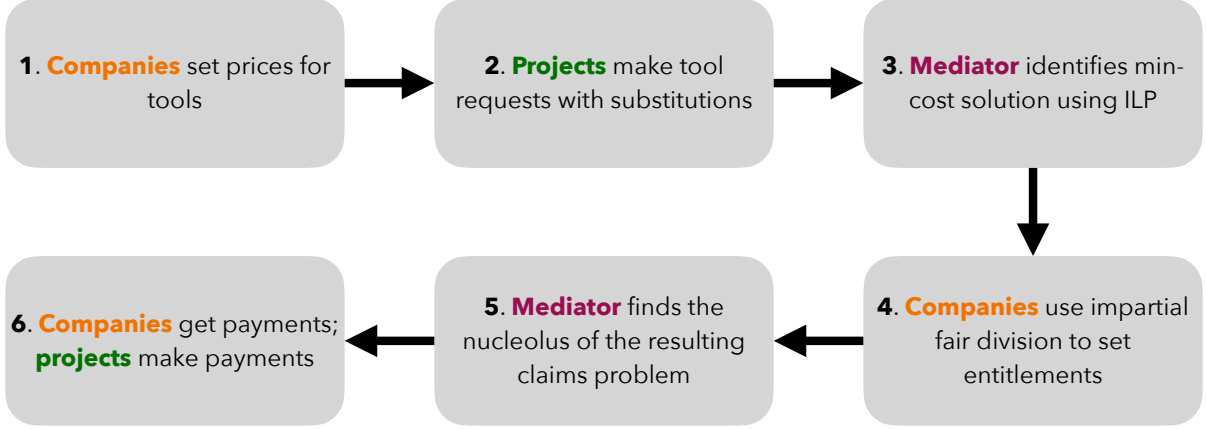 1. Companies set prices for
tools
2. Projects make tool
requests with substitutions
3. Mediator identifies min-
cost solution using ILP
4. Companies use impartial
fair division to set
entitlements
5. Mediator finds the
nucleolus of the resulting
claims problem
6. Companies get payments;
projects make payments